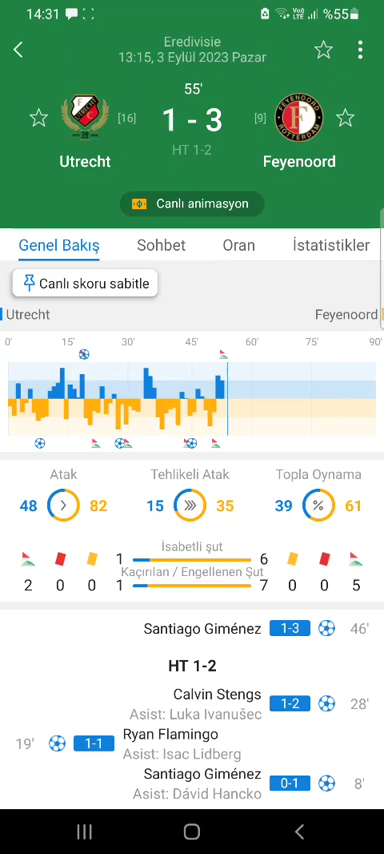 14:31 %55
Eredivisie
13:15, 3 Eylül 2023 Pazar
55'
[16] 1 - 3 [9]
HT 1-2
Utrecht Feyenoord
Canlı animasyon
Genel Bakış Sohbet Oran İstatistikler
Canlı skoru sabitle
Utrecht Feyenoord
0' 15' 30' 45' 60' 75' 90'
Atak Tehlikeli Atak Topla Oynama
48 82 15 35 39 % 61
İsabetli şut
1 6
Kaçırılan / Engellenen Şut
2 0 0 1 7 0 0 5
Santiago Giménez 1-3 46'
HT 1-2
Calvin Stengs
Asist: Luka Ivanušec 1-2 28'
19' 1-1 Ryan Flamingo
Asist: Isac Lidberg
Santiago Giménez
Asist: Dávid Hancko 0-1 8'